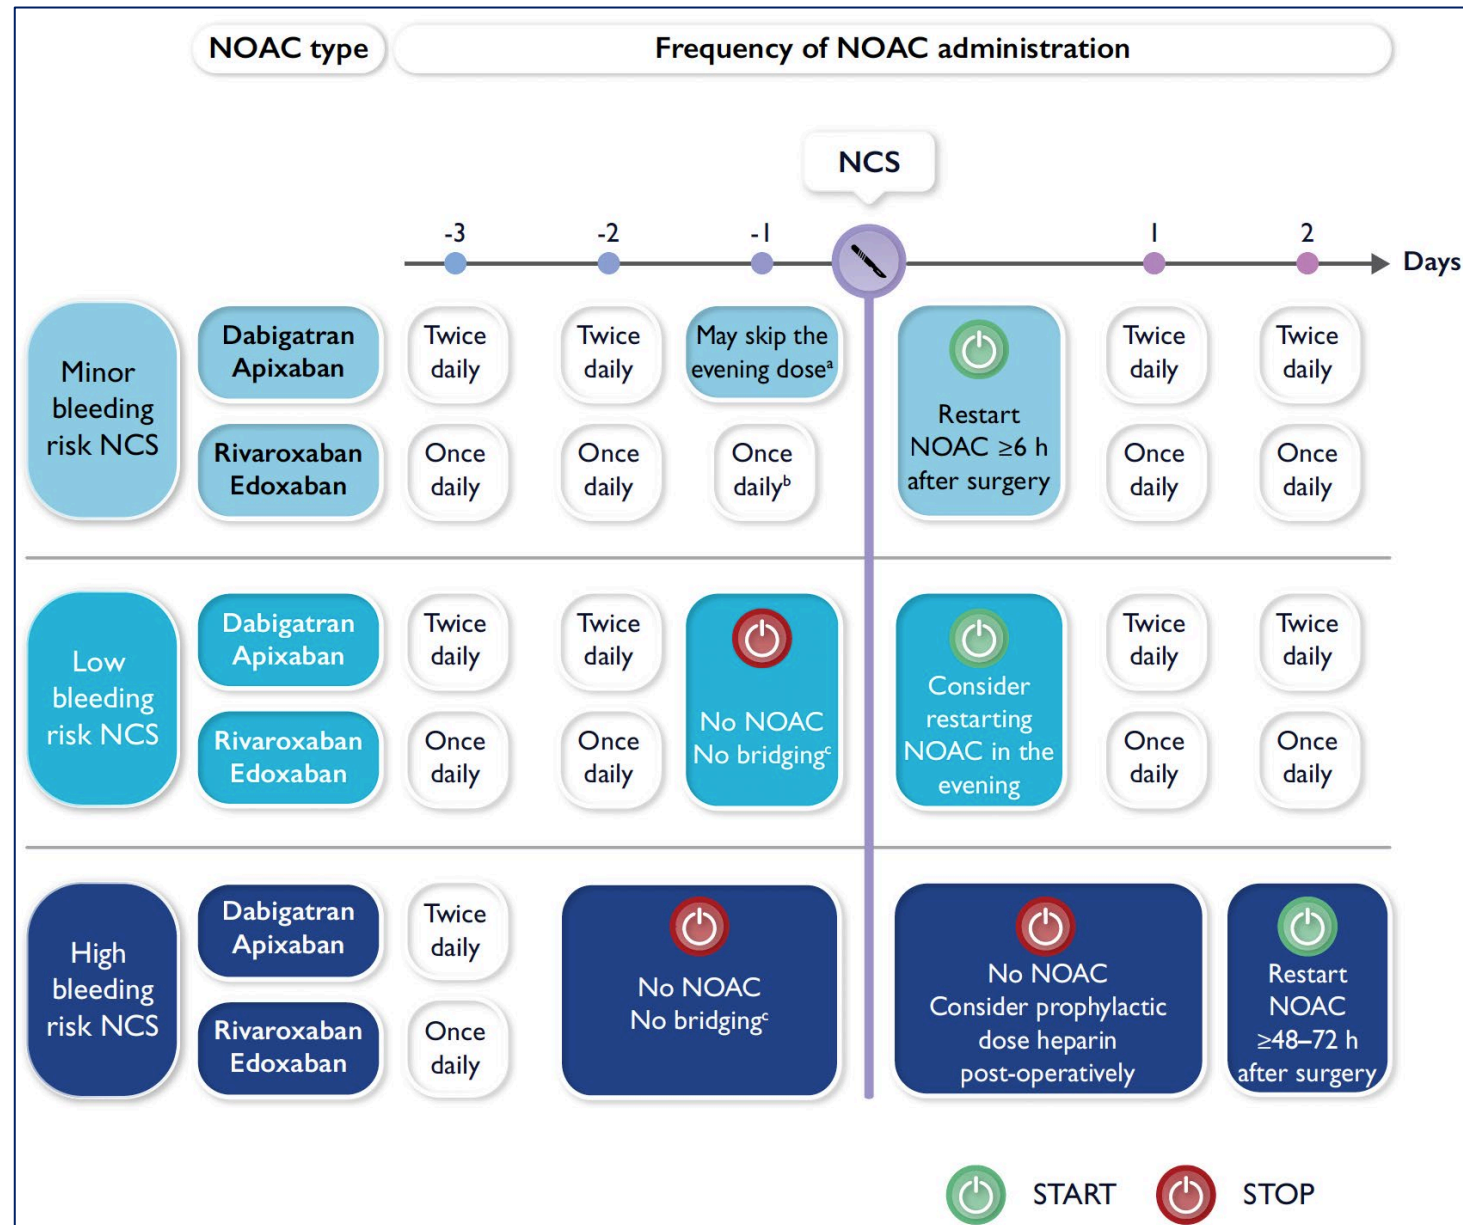 NOAC type
Frequency of NOAC administration
NCS
-3
-2
-1
1
2
Days
Minor
bleeding
risk NCS
Dabigatran
Apixaban
Twice
daily
Twice
daily
May skip the
evening doseᵃ
Restart
NOAC ≥6 h
after surgery
Twice
daily
Twice
daily
Rivaroxaban
Edoxaban
Once
daily
Once
daily
Once
dailyᵇ
Once
daily
Once
daily
Low
bleeding
risk NCS
Dabigatran
Apixaban
Twice
daily
Twice
daily
No NOAC
No bridgingᶜ
Consider
restarting
NOAC in the
evening
Twice
daily
Twice
daily
Rivaroxaban
Edoxaban
Once
daily
Once
daily
Once
daily
Once
daily
High
bleeding
risk NCS
Dabigatran
Apixaban
Twice
daily
No NOAC
No bridgingᶜ
No NOAC
Consider prophylactic
dose heparin
post-operatively
Restart
NOAC
≥48–72 h
after surgery
Rivaroxaban
Edoxaban
Once
daily
START
STOP